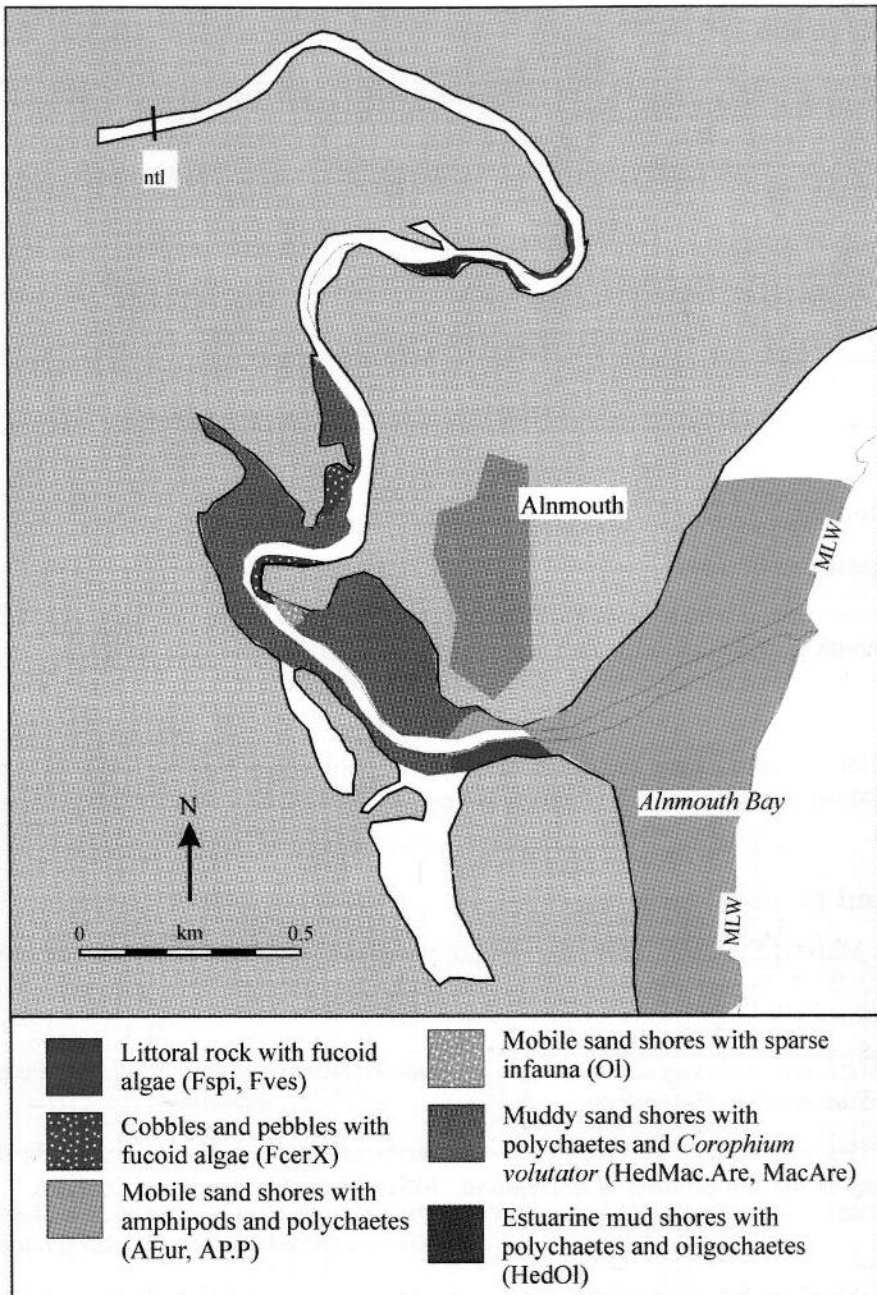 ntl
Alnmouth
MLW
Alnmouth Bay
MLW
N
0 km 0.5
Littoral rock with fucoid
algae (Fspi, Fves)
Cobbles and pebbles with
fucoid algae (FcerX)
Mobile sand shores with
amphipods and polychaetes
(AEur, AP.P)
Mobile sand shores with sparse
infauna (Ol)
Muddy sand shores with
polychaetes and Corophium
volutator (HedMac.Are, MacAre)
Estuarine mud shores with
polychaetes and oligochaetes
(HedOl)